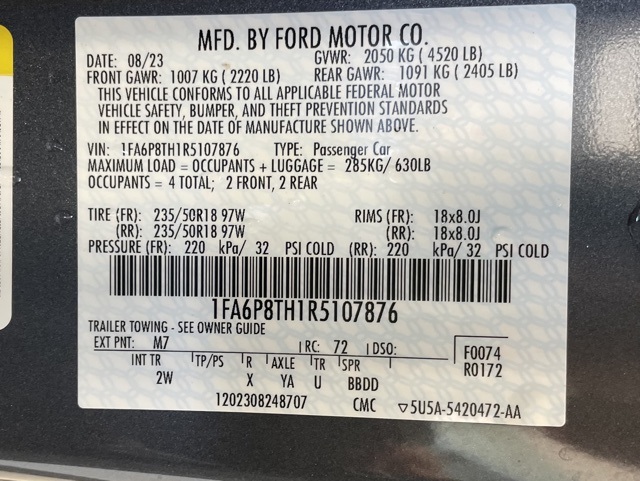 MFD. BY FORD MOTOR CO.
DATE: 08/23 GVWR: 2050 KG ( 4520 LB)
FRONT GAWR: 1007 KG ( 2220 LB) REAR GAWR: 1091 KG ( 2405 LB)
THIS VEHICLE CONFORMS TO ALL APPLICABLE FEDERAL MOTOR
VEHICLE SAFETY, BUMPER, AND THEFT PREVENTION STANDARDS
IN EFFECT ON THE DATE OF MANUFACTURE SHOWN ABOVE.
VIN: 1FA6P8TH1R5107876 TYPE: Passenger Car
MAXIMUM LOAD = OCCUPANTS + LUGGAGE = 285KG/ 630LB
OCCUPANTS = 4 TOTAL; 2 FRONT, 2 REAR
TIRE (FR): 235/50R18 97W RIMS (FR): 18x8.0J
(RR): 235/50R18 97W (RR): 18x8.0J
PRESSURE (FR): 220 kPa/ 32 PSI COLD (RR): 220 kPa/ 32 PSI COLD
1FA6P8TH1R5107876
TRAILER TOWING - SEE OWNER GUIDE
EXT PNT: M7 RC: 72 DSO: F0074
INT TR TP/PS R AXLE TR SPR R0172
2W X YA U BBDD
1202308248707 CMC ▽5U5A-5420472-AA